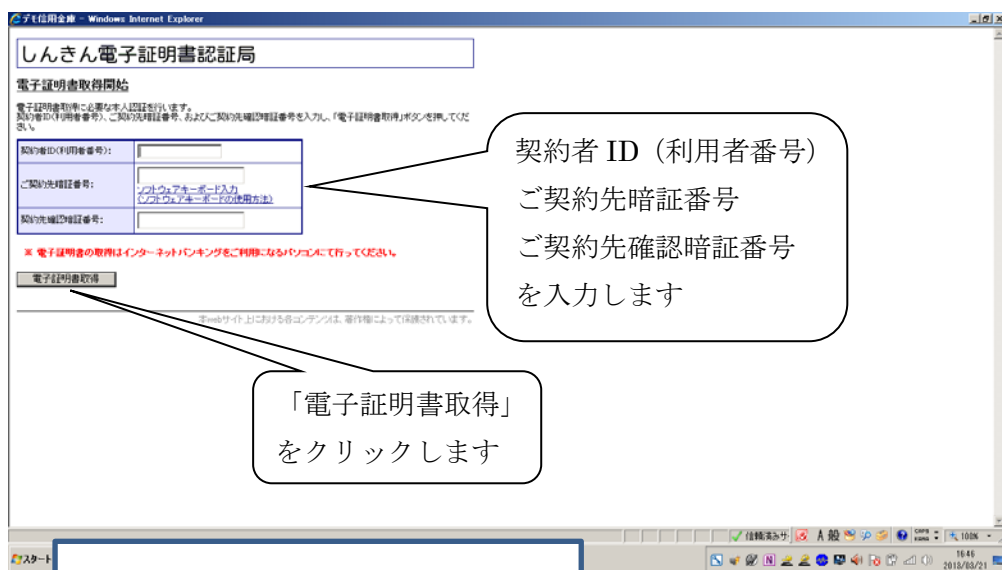 デモ信用金庫 - Windows Internet Explorer
しんきん電子証明書認証局
電子証明書取得開始
電子証明書取得に必要な本人認証を行います。
契約者ID(利用者番号)、ご契約先暗証番号、およびご契約先確認暗証番号を入力し、「電子証明書取得」ボタンを押してくだ
さい。
契約者ID(利用者番号):
ご契約先暗証番号:
ソフトウェアキーボード入力
(ソフトウェアキーボードの使用方法)
契約先確認暗証番号:
※ 電子証明書の取得はインターネットバンキングをご利用になるパソコンにて行ってください。
電子証明書取得
本webサイト上における各コンテンツは、著作権によって保護されています。
契約者 ID(利用者番号)
ご契約先暗証番号
ご契約先確認暗証番号
を入力します
「電子証明書取得」
をクリックします
信頼済みサ
A 般
CAPS
KANA
100%
スタート
16:46
2013/03/21